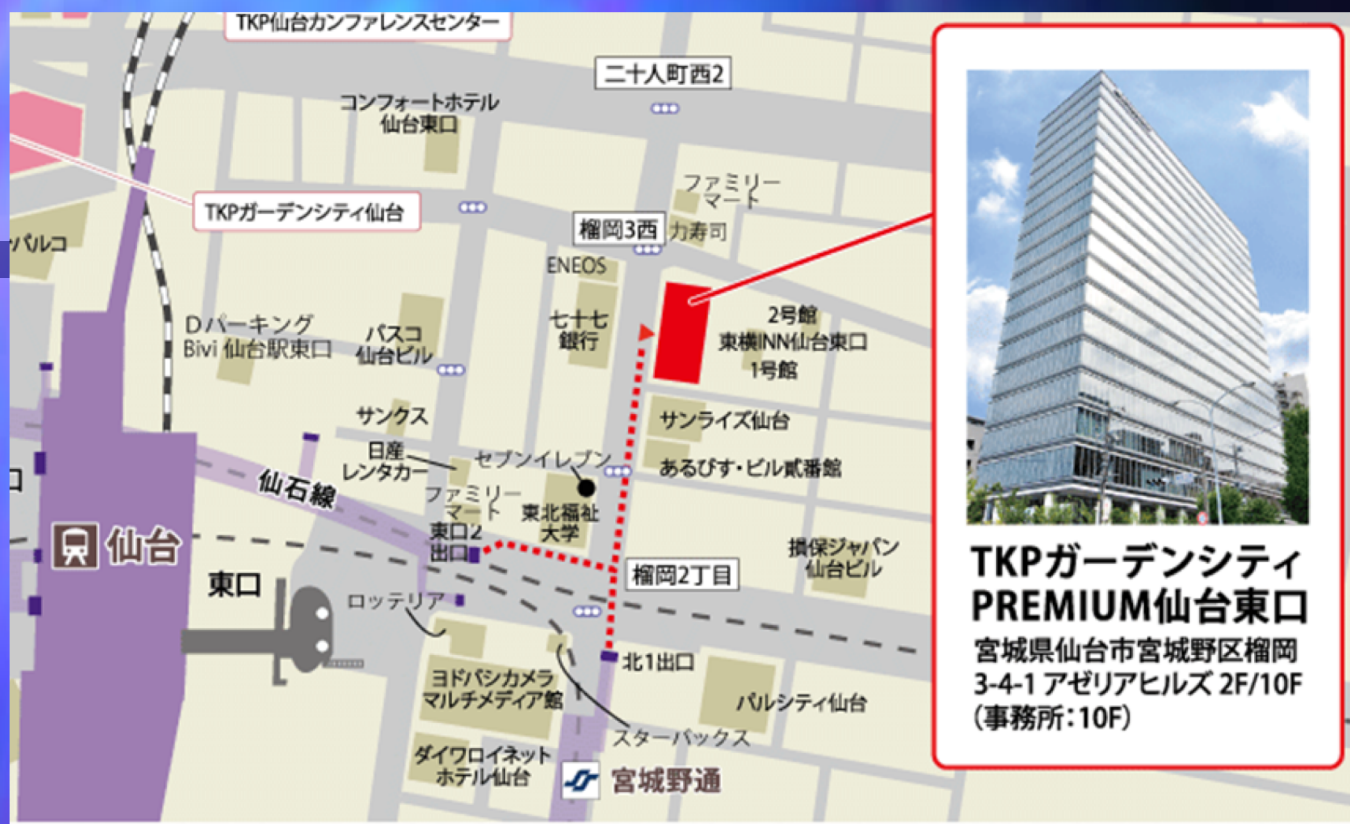 TKP仙台カンファレンスセンター
二十人町西2
コンフォートホテル
仙台東口
ファミリー
マート
TKPガーデンシティ仙台
榴岡3西
力寿司
パルコ
ENEOS
七十七
銀行
2号館
東横INN仙台東口
1号館
Dパーキング
Bivi 仙台駅東口
パスコ
仙台ビル
サンクス
サンライズ仙台
日産
レンタカー
セブンイレブン
あるびす・ビル貳番館
仙石線
ファミリー
マート
東北福祉
大学
東口2
出口
仙台
東口
損保ジャパン
仙台ビル
榴岡2丁目
ロッテリア
北1出口
ヨドバシカメラ
マルチメディア館
パルシティ仙台
スターバックス
ダイワロイネット
ホテル仙台
宮城野通
TKPガーデンシティ
PREMIUM仙台東口
宮城県仙台市宮城野区榴岡
3-4-1 アゼリアヒルズ 2F/10F
（事務所：10F）